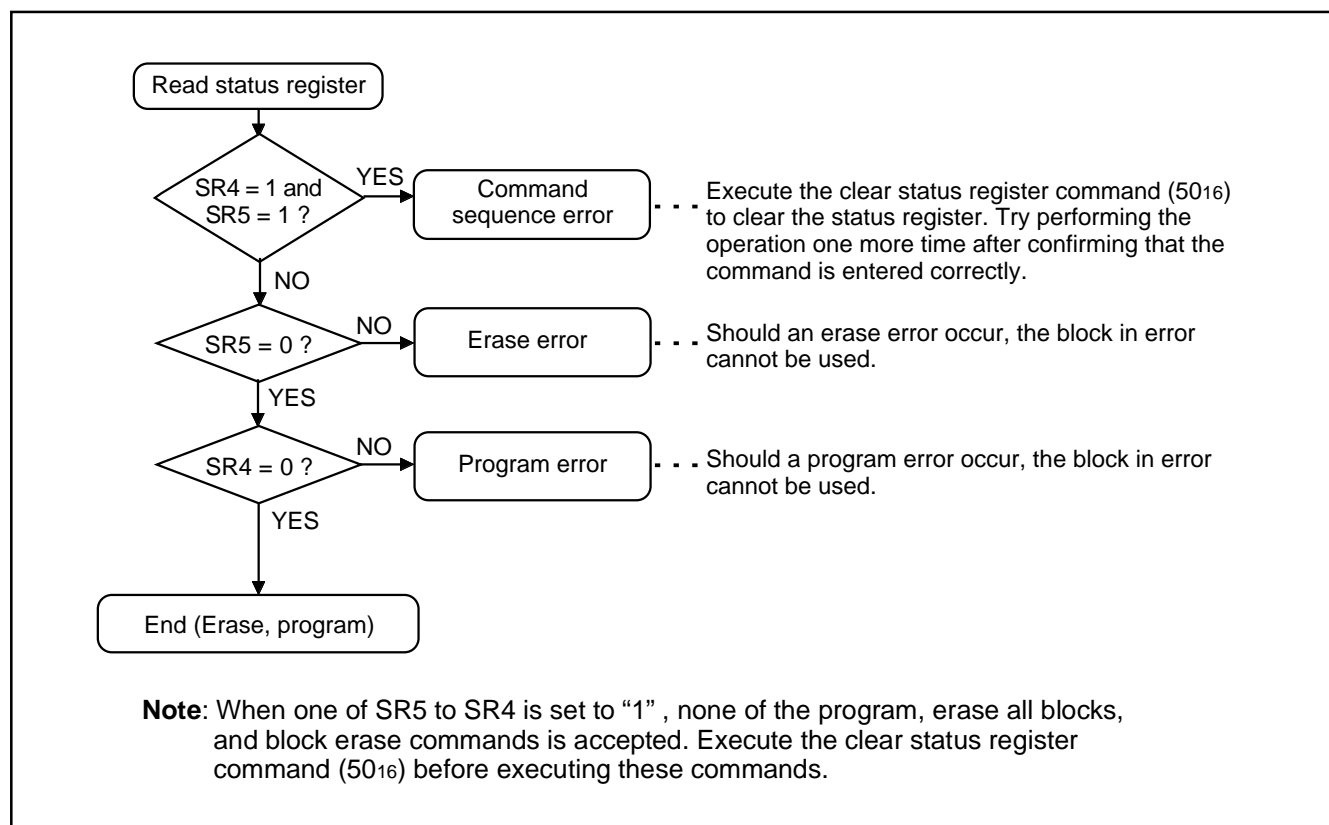 Read status register
SR4 = 1 and
SR5 = 1 ?
YES
Command
sequence error
Execute the clear status register command (5016)
to clear the status register. Try performing the
operation one more time after confirming that the
command is entered correctly.
NO
SR5 = 0 ?
NO
Erase error
Should an erase error occur, the block in error
cannot be used.
YES
SR4 = 0 ?
NO
Program error
Should a program error occur, the block in error
cannot be used.
YES
End (Erase, program)
Note: When one of SR5 to SR4 is set to “1” , none of the program, erase all blocks,
and block erase commands is accepted. Execute the clear status register
command (5016) before executing these commands.